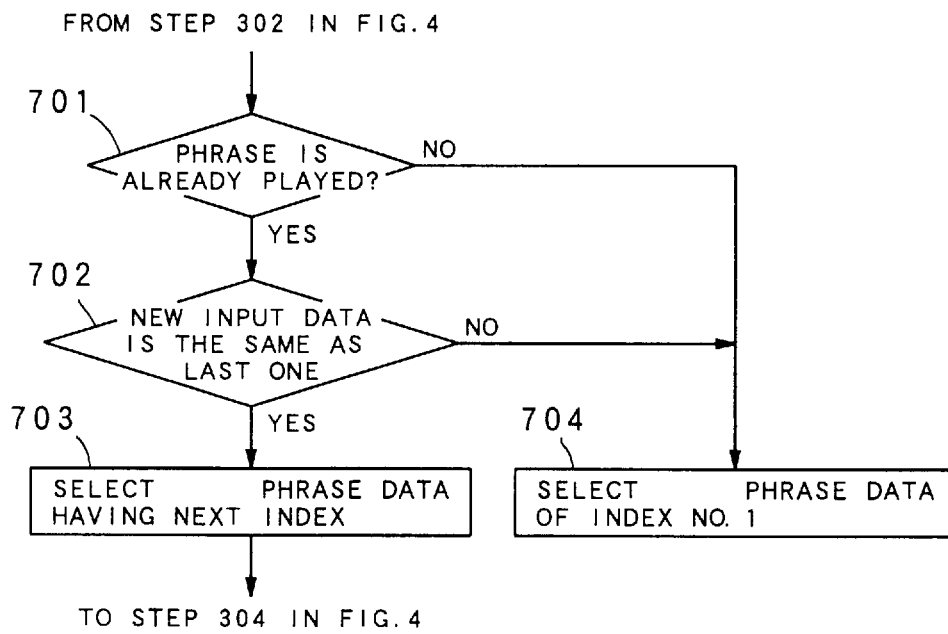 FROM STEP 302 IN FIG.4
701
PHRASE IS
ALREADY PLAYED?
NO
YES
702
NEW INPUT DATA
IS THE SAME AS
LAST ONE
NO
YES
703
SELECT PHRASE DATA
HAVING NEXT INDEX
704
SELECT PHRASE DATA
OF INDEX NO. 1
TO STEP 304 IN FIG.4